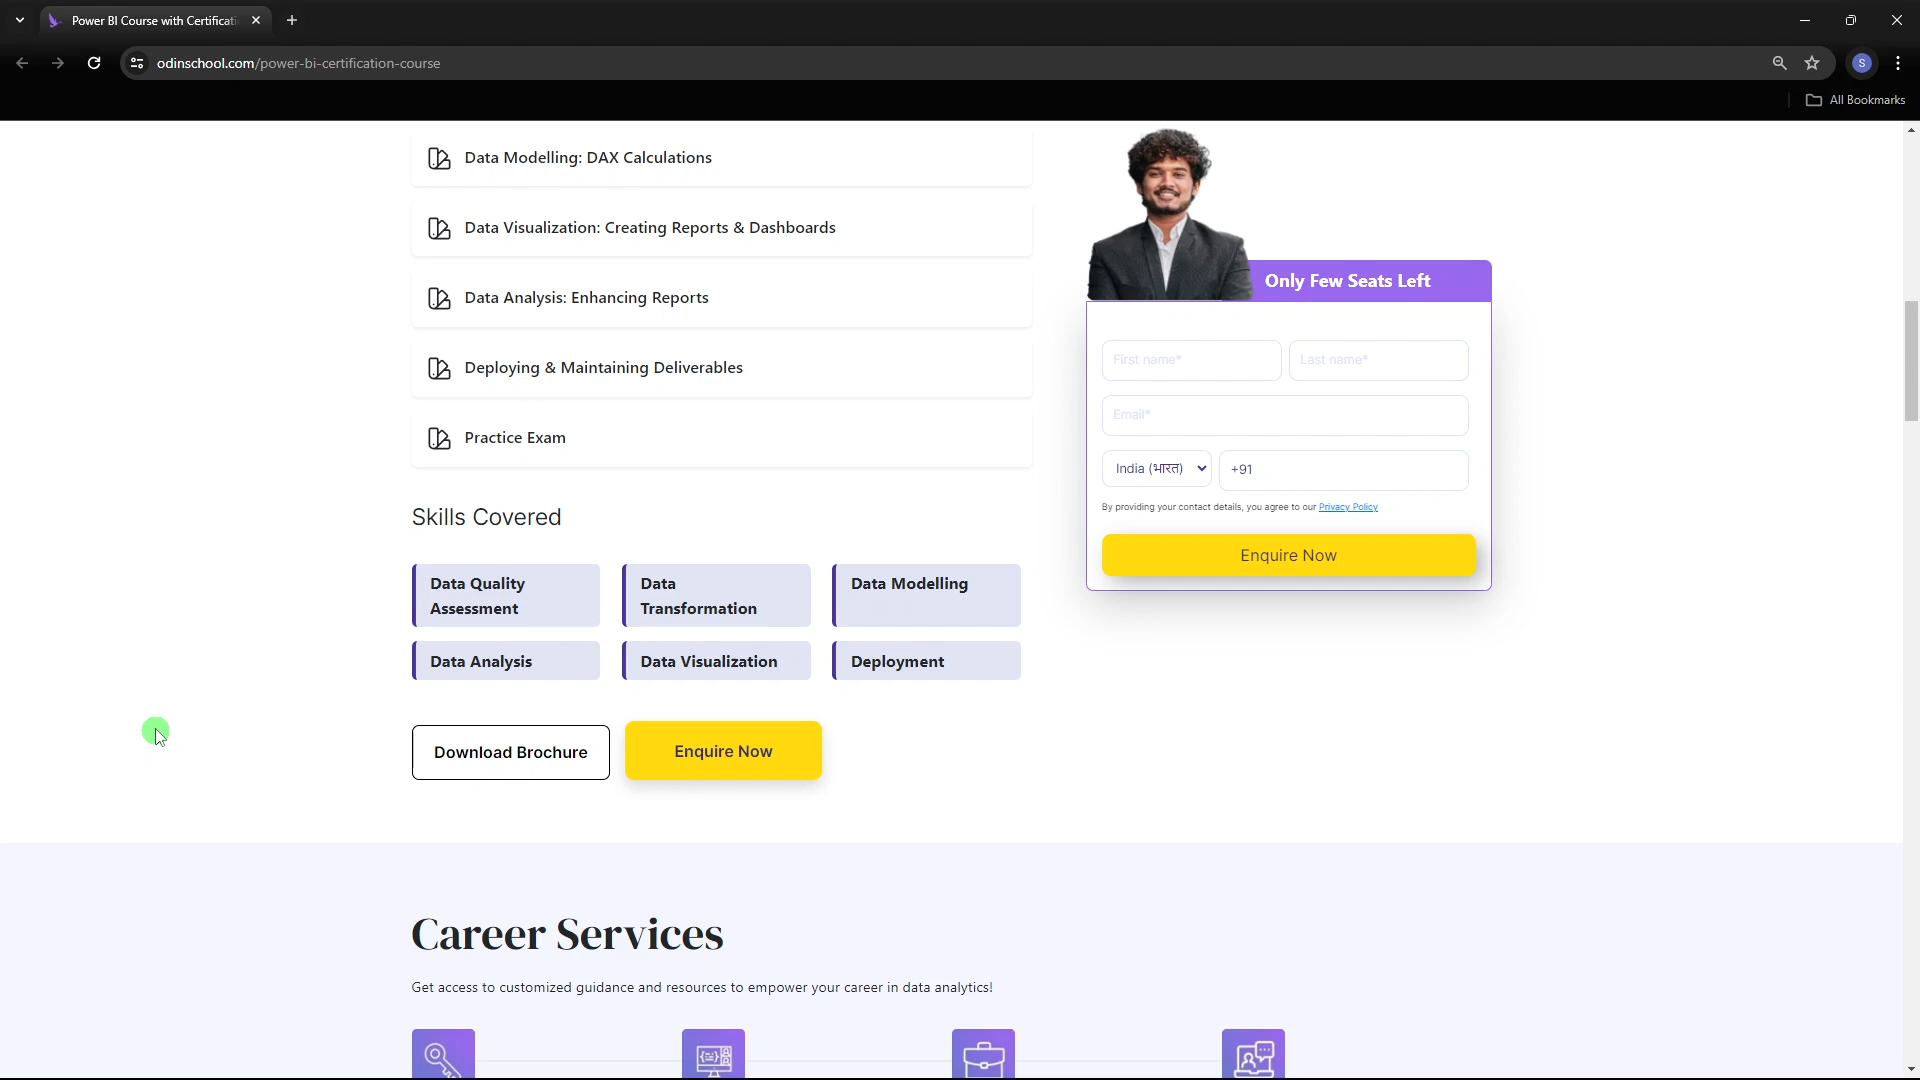 Power BI Course with Certificati
odinschool.com/power-bi-certification-course
S
All Bookmarks
Data Modelling: DAX Calculations
Data Visualization: Creating Reports & Dashboards
Data Analysis: Enhancing Reports
Deploying & Maintaining Deliverables
Practice Exam
Only Few Seats Left
First name* Last name*
Email*
India (भारत) +91
By providing your contact details, you agree to our Privacy Policy
Enquire Now
Skills Covered
Data Quality
Assessment
Data
Transformation
Data Modelling
Data Analysis
Data Visualization
Deployment
Download Brochure
Enquire Now
Career Services
Get access to customized guidance and resources to empower your career in data analytics!